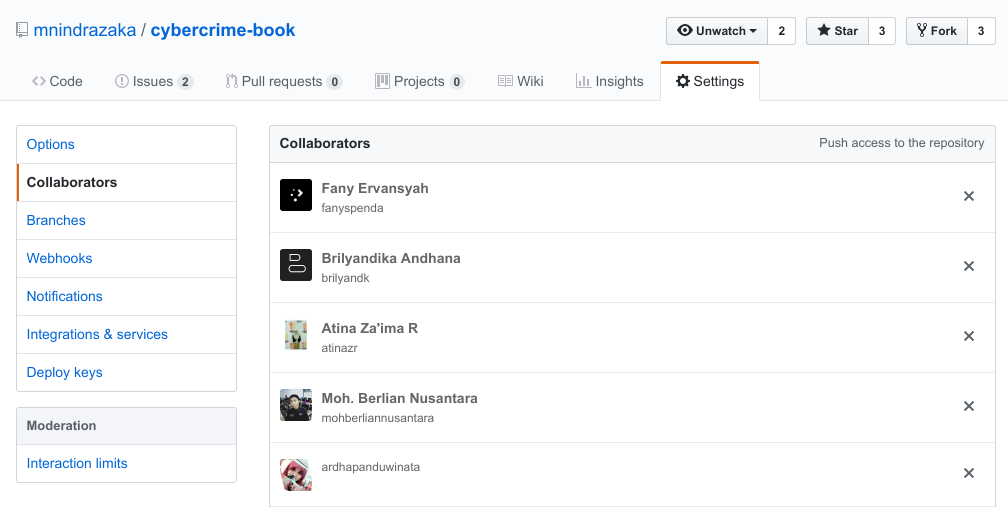 mnindrazaka / cybercrime-book
Unwatch 2 Star 3 Fork 3
Code Issues 2 Pull requests 0 Projects 0 Wiki Insights Settings
Options
Collaborators
Branches
Webhooks
Notifications
Integrations & services
Deploy keys
Moderation
Interaction limits
Collaborators Push access to the repository
Fany Ervansyah
fanyspenda
Brilyandika Andhana
brilyandk
Atina Za'ima R
atinazr
Moh. Berlian Nusantara
mohberliannusantara
ardhapanduwinata